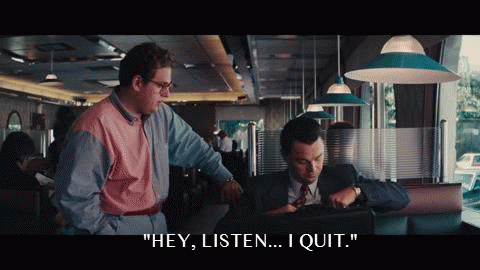 "HEY, LISTEN... I QUIT."